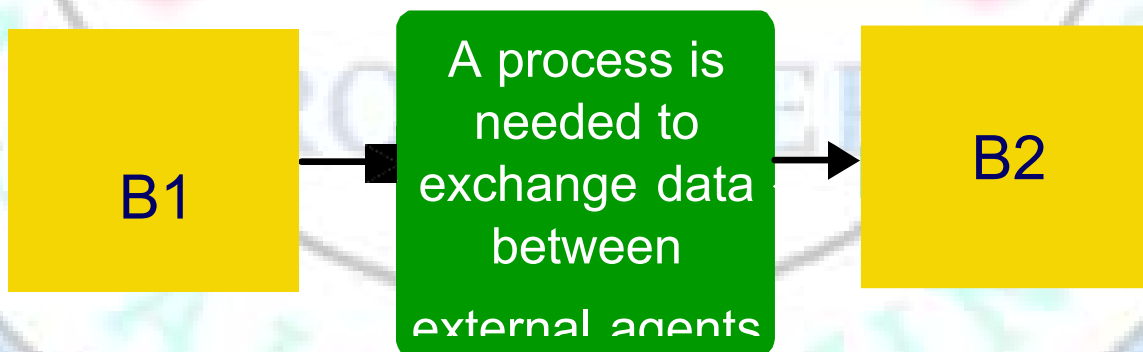 B1
A process is
needed to
exchange data
between
external agents
B2